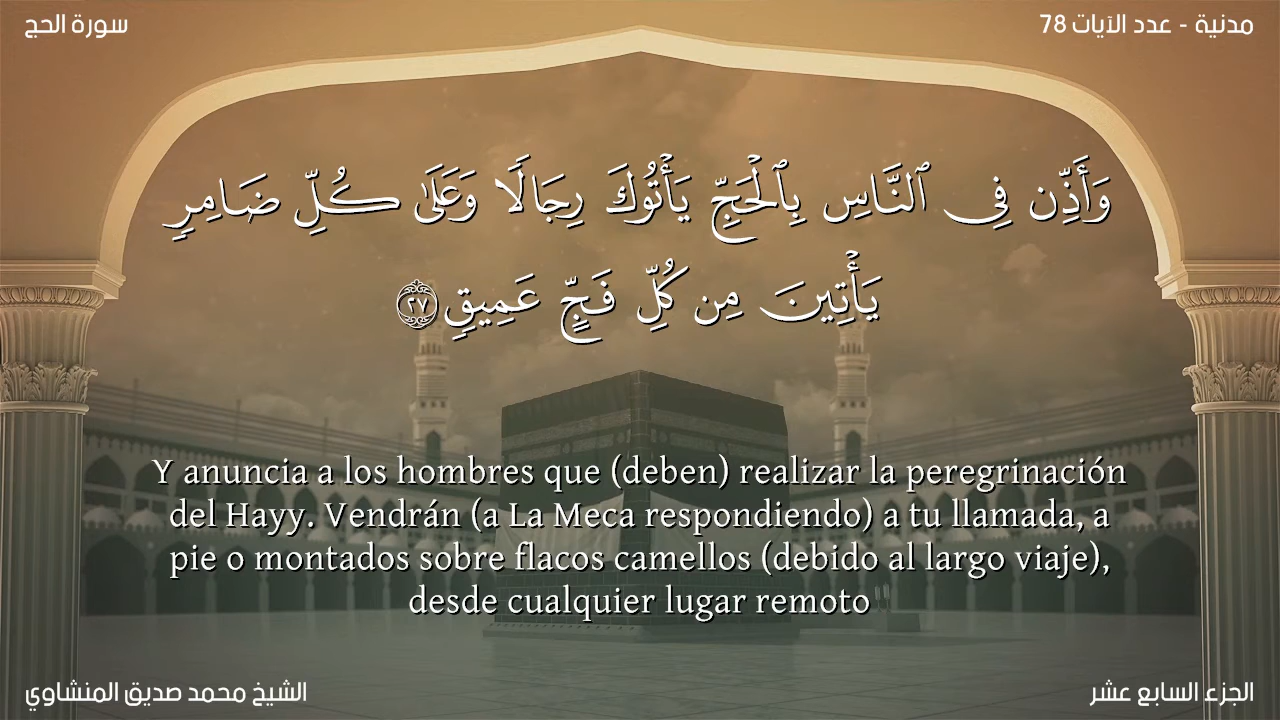 سورة الحج
مدنية - عدد الآيات 78
وَأَذِّن فِى ٱلنَّاسِ بِٱلْحَجِّ يَأْتُوكَ رِجَالًا وَعَلَىٰ كُلِّ ضَامِرٍ
يَأْتِينَ مِن كُلِّ فَجٍّ عَمِيقٍ ٢٧
Y anuncia a los hombres que (deben) realizar la peregrinación
del Hayy. Vendrán (a La Meca respondiendo) a tu llamada, a
pie o montados sobre flacos camellos (debido al largo viaje),
desde cualquier lugar remoto
الشيخ محمد صديق المنشاوي
الجزء السابع عشر